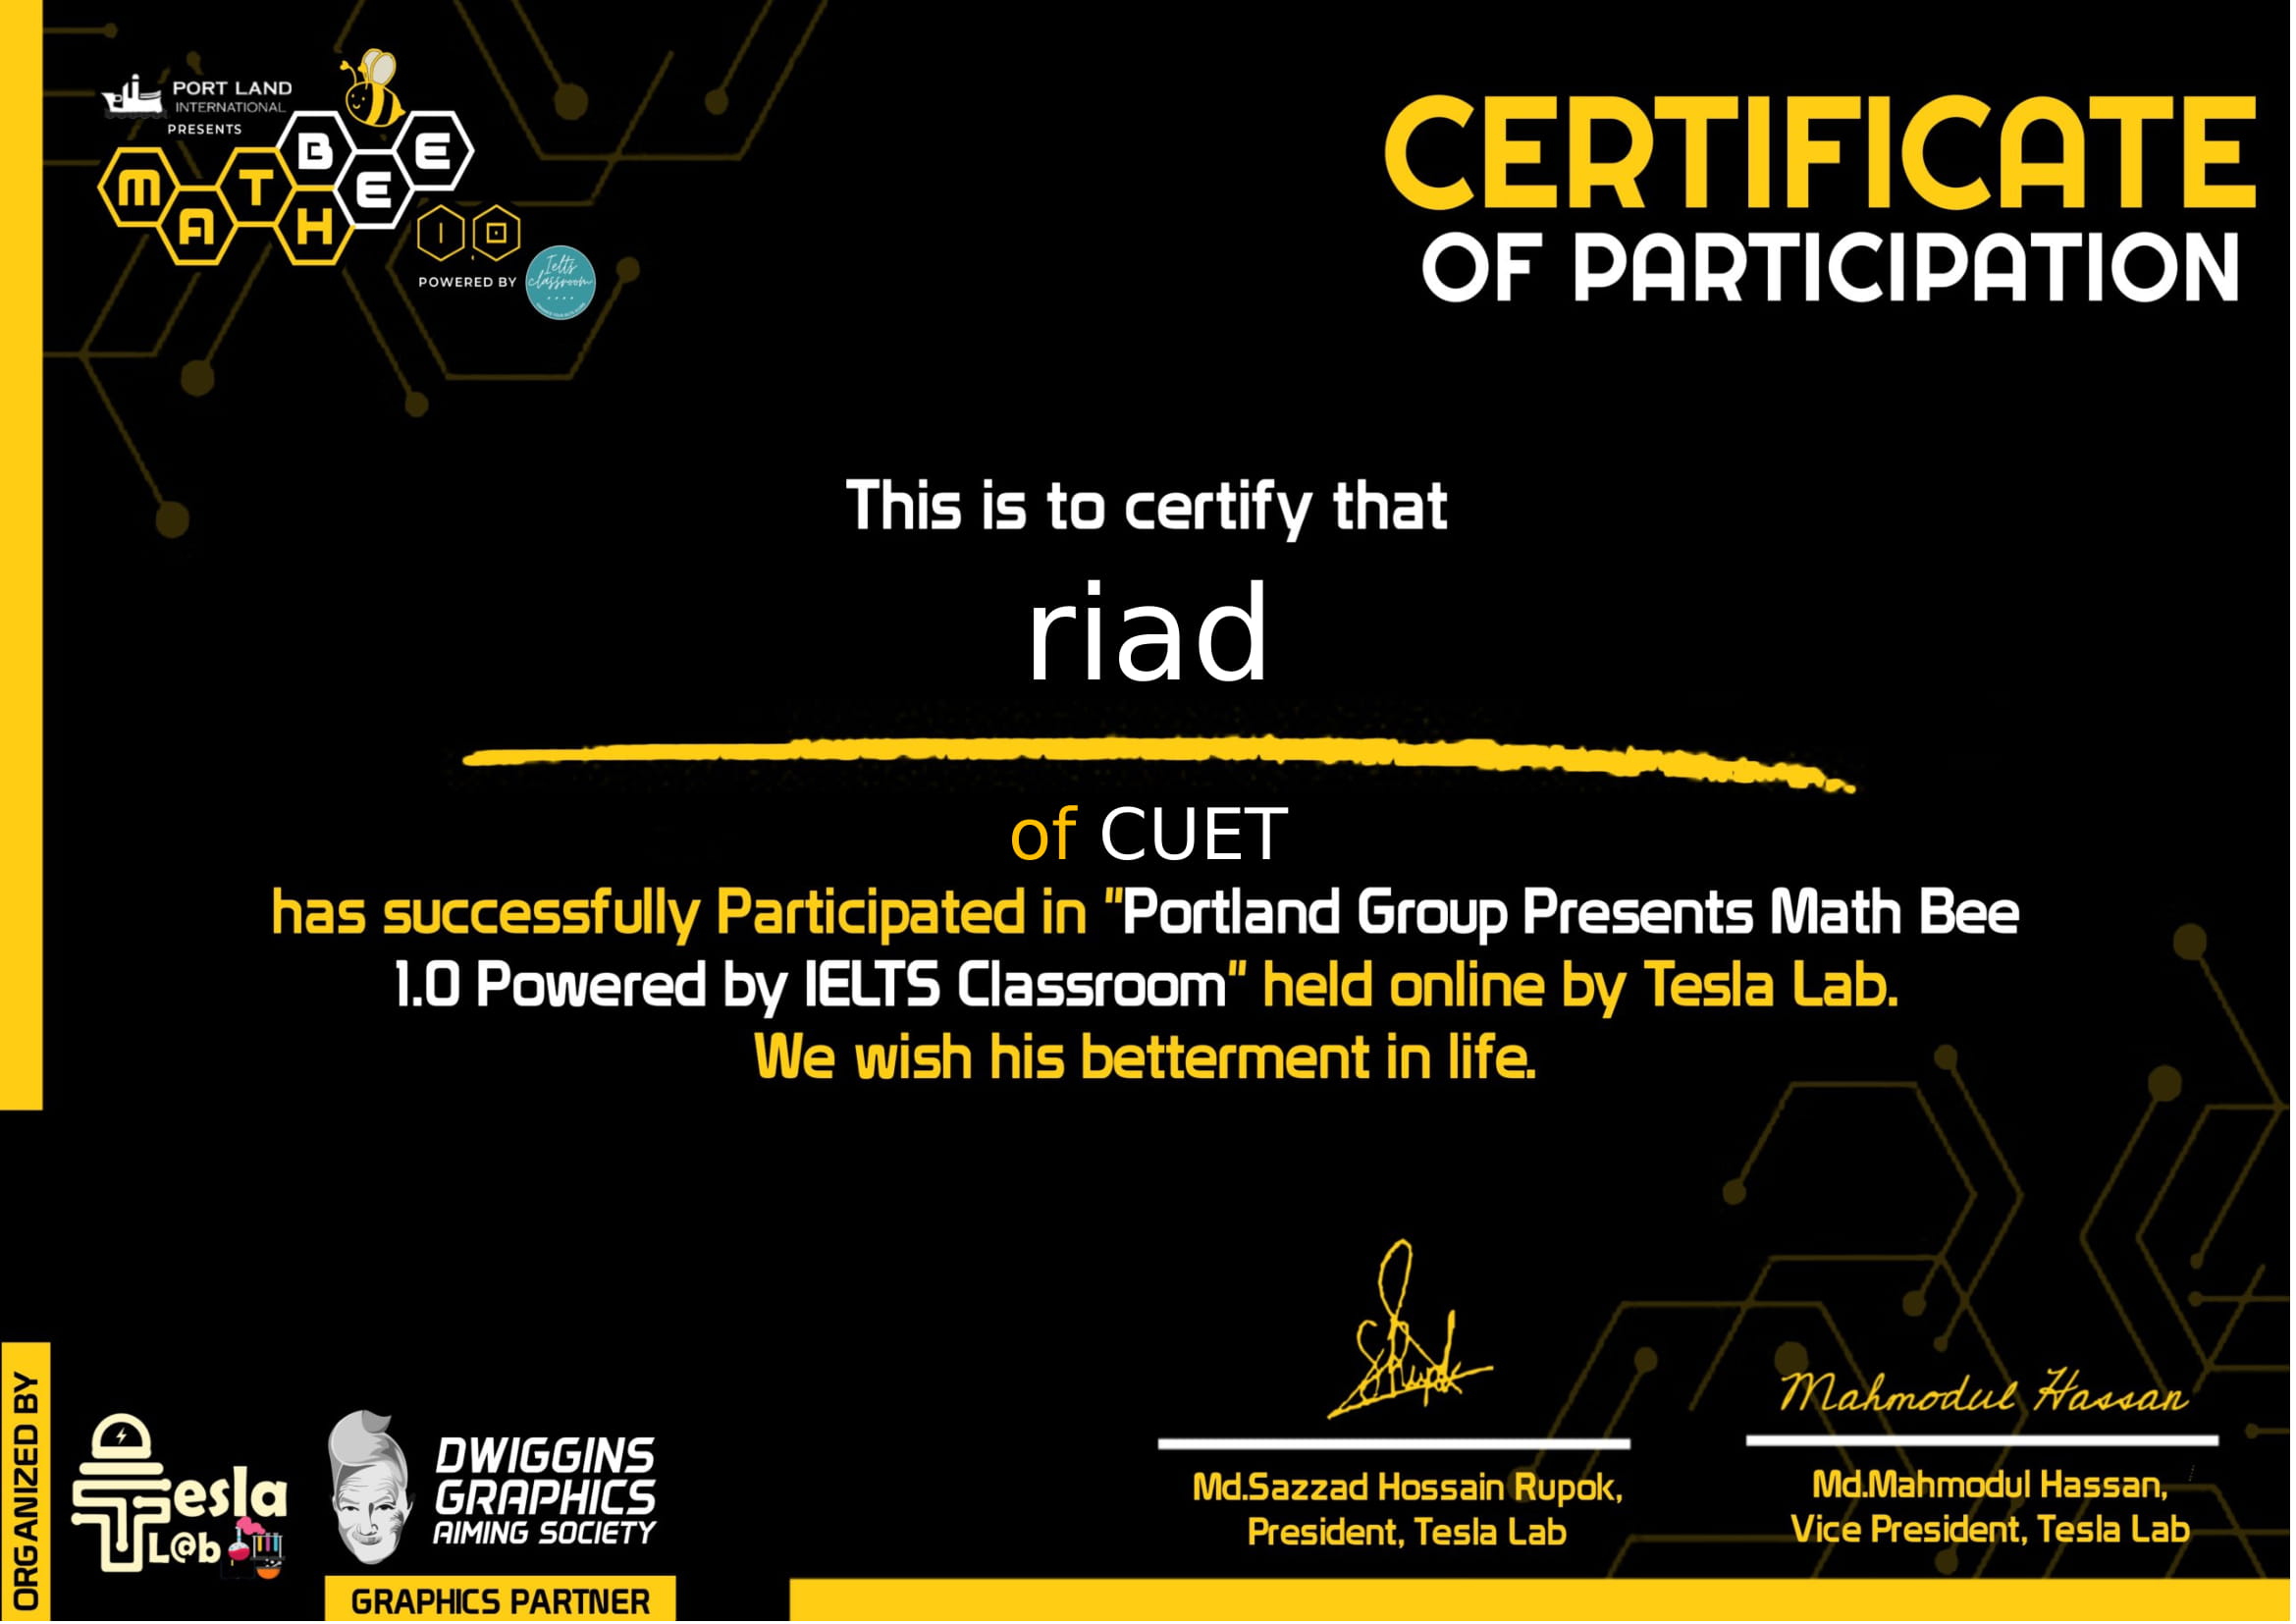 PORT LAND
INTERNATIONAL
PRESENTS
MATH BEE
1.0
POWERED BY
Ielts
classroom
CERTIFICATE
OF PARTICIPATION
This is to certify that
riad
of CUET
has successfully Participated in "Portland Group Presents Math Bee
1.0 Powered by IELTS Classroom" held online by Tesla Lab.
We wish his betterment in life.
SRupok
Md.Sazzad Hossain Rupok,
President, Tesla Lab
Mahmodul Hassan
Md.Mahmodul Hassan,
Vice President, Tesla Lab
ORGANIZED BY
Tesla
L@b
DWIGGINS
GRAPHICS
AIMING SOCIETY
GRAPHICS PARTNER